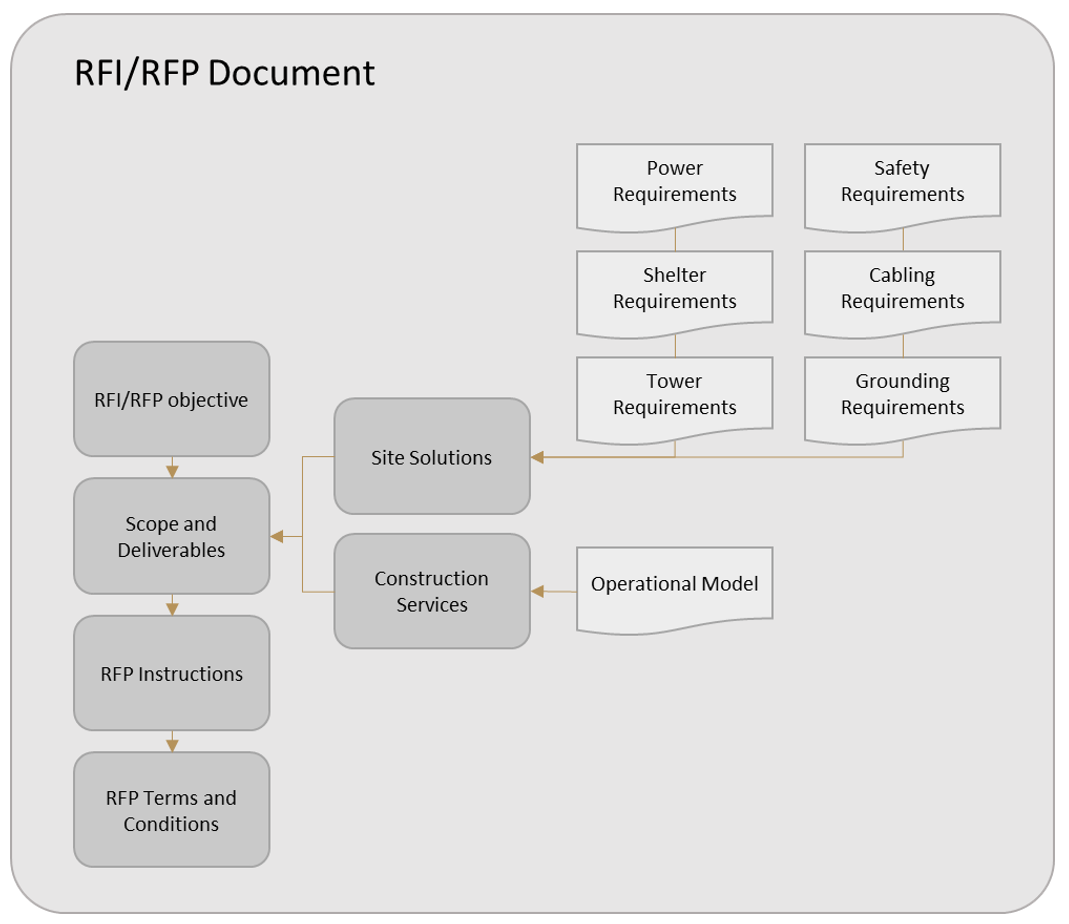 RFI/RFP Document
Power
Requirements
Safety
Requirements
Shelter
Requirements
Cabling
Requirements
Tower
Requirements
Grounding
Requirements
RFI/RFP objective
Site Solutions
Scope and
Deliverables
Construction
Services
Operational Model
RFP Instructions
RFP Terms and
Conditions